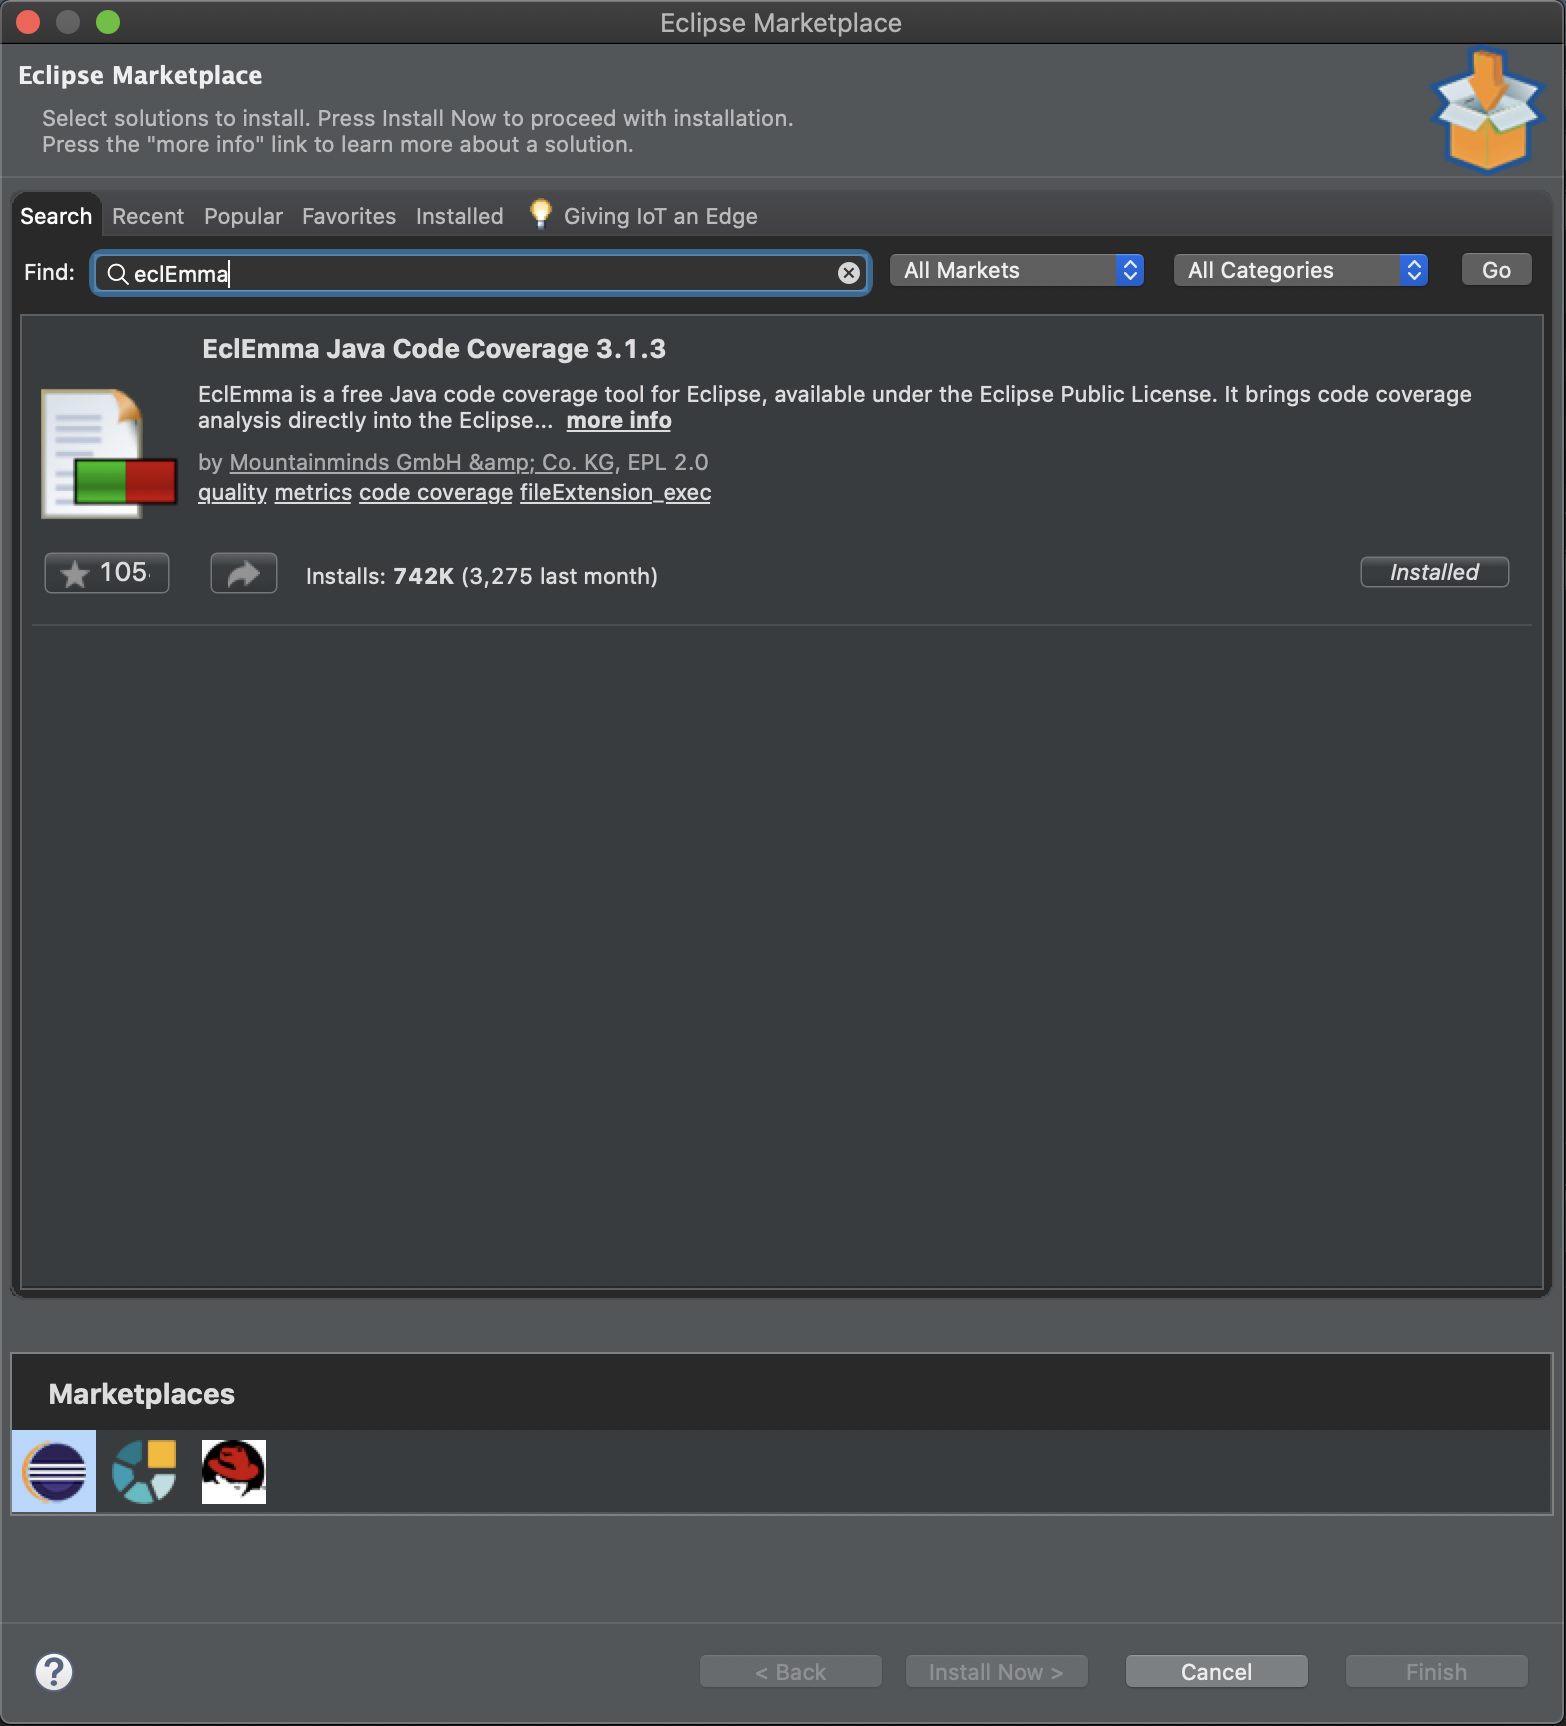 Eclipse Marketplace
Eclipse Marketplace
Select solutions to install. Press Install Now to proceed with installation.
Press the "more info" link to learn more about a solution.
Search Recent Popular Favorites Installed Giving IoT an Edge
Find: eclEmma All Markets All Categories Go
EclEmma Java Code Coverage 3.1.3
EclEmma is a free Java code coverage tool for Eclipse, available under the Eclipse Public License. It brings code coverage
analysis directly into the Eclipse... more info
by Mountainminds GmbH &amp; Co. KG, EPL 2.0
quality metrics code coverage fileExtension_exec
105 Installs: 742K (3,275 last month) Installed
Marketplaces
? < Back Install Now > Cancel Finish